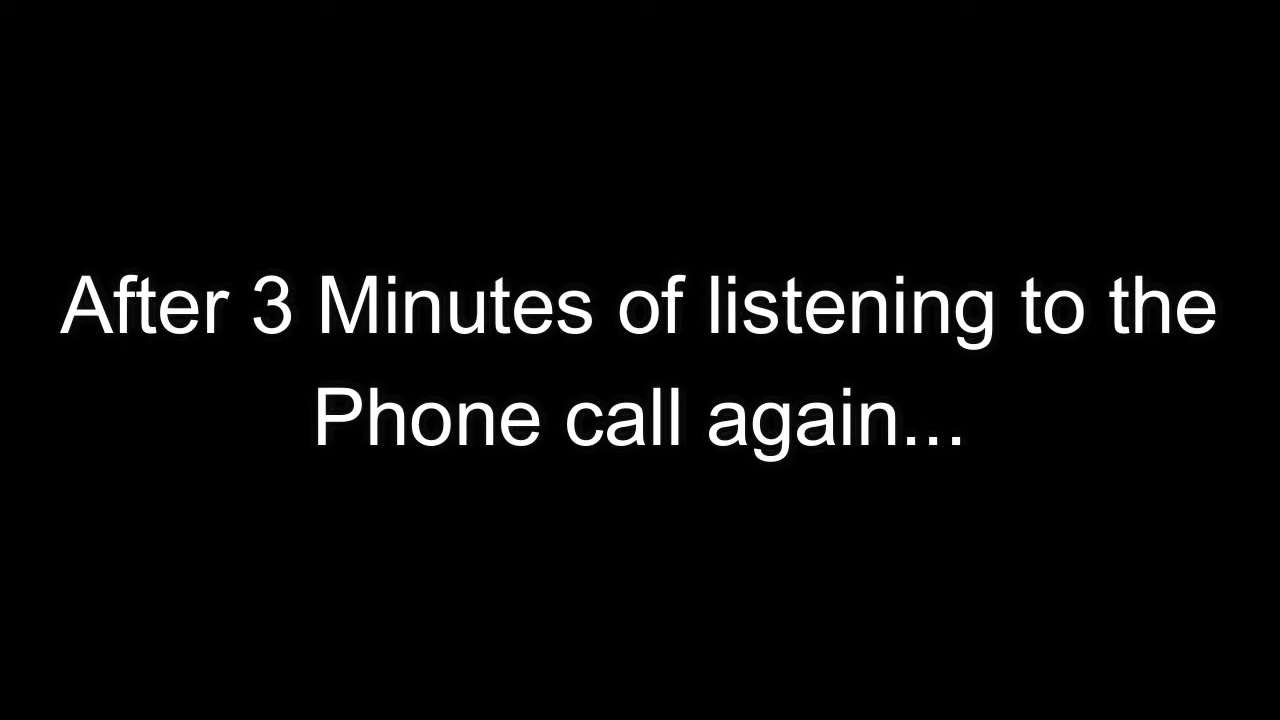 After 3 Minutes of listening to the
Phone call again...